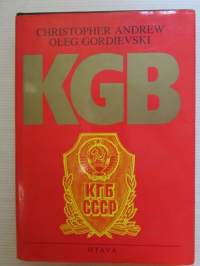 CHRISTOPHER ANDREW
OLEG GORDIEVSKI
KGB
КГБ
СССР
OTAVA